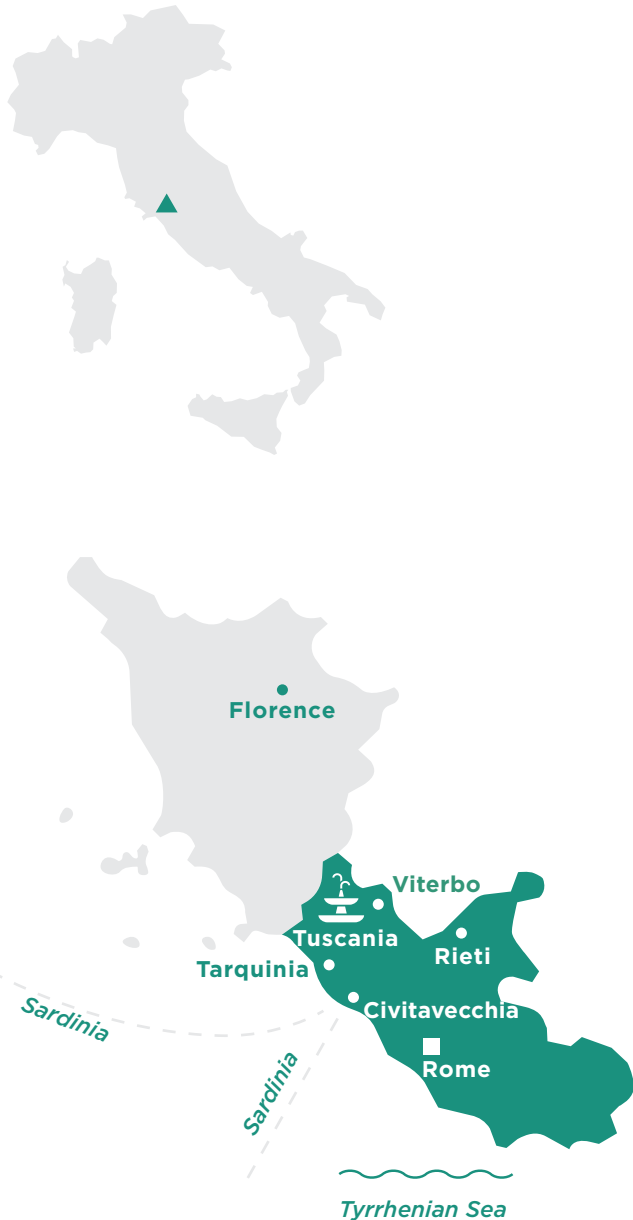 Florence
Viterbo
Tuscania
Rieti
Tarquinia
Civitavecchia
Sardinia
Rome
Sardinia
Tyrrhenian Sea